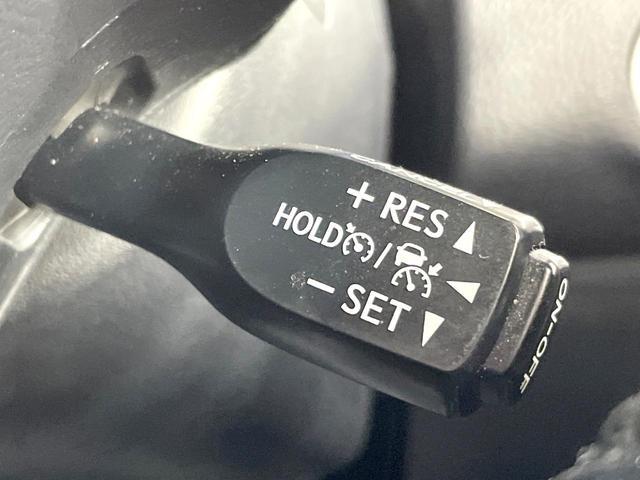 + RES ▲
HOLD / ◀
− SET ▼
ON-OFF